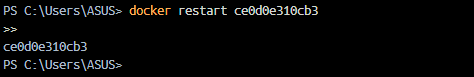 PS C:\Users\ASUS> docker restart ce0d0e310cb3
>>
ce0d0e310cb3
PS C:\Users\ASUS>